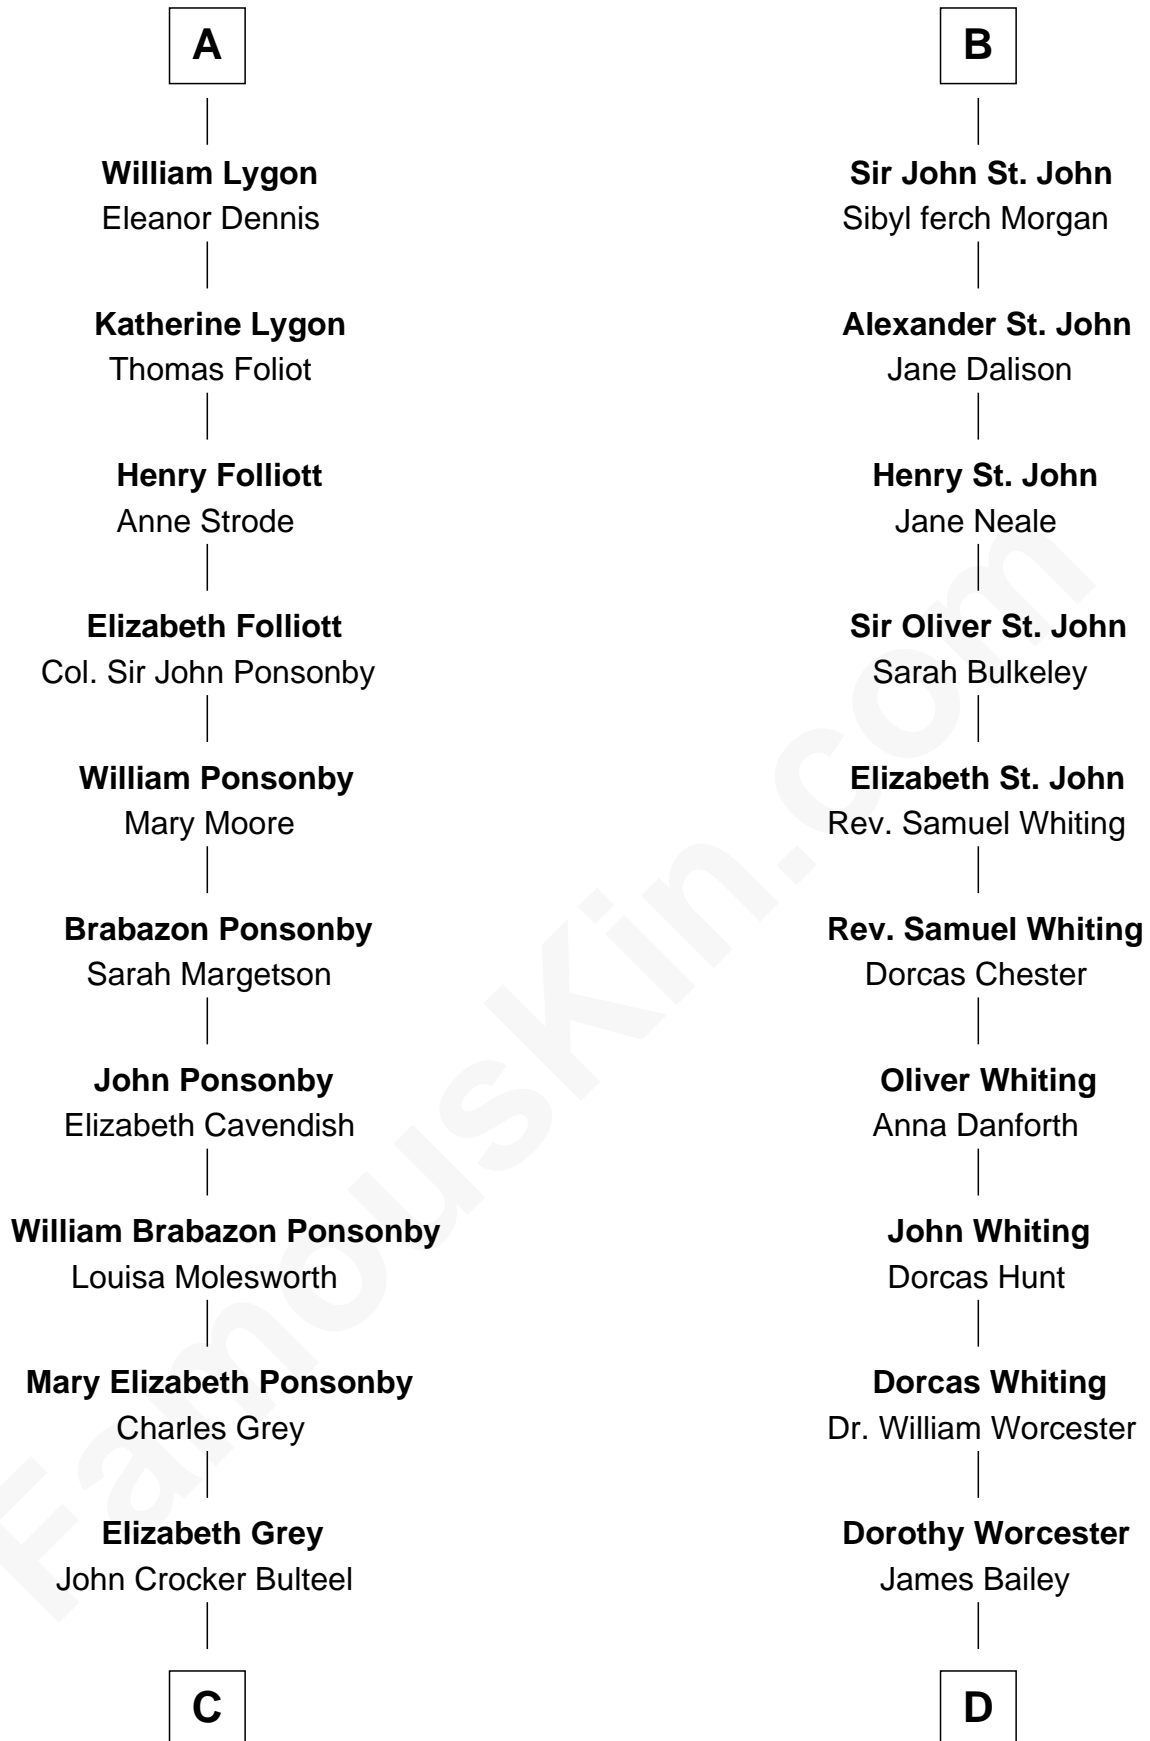 A
William Lygon
Eleanor Dennis
Katherine Lygon
Thomas Foliot
Henry Folliott
Anne Strode
Elizabeth Folliott
Col. Sir John Ponsonby
William Ponsonby
Mary Moore
Brabazon Ponsonby
Sarah Margetson
John Ponsonby
Elizabeth Cavendish
William Brabazon Ponsonby
Louisa Molesworth
Mary Elizabeth Ponsonby
Charles Grey
Elizabeth Grey
John Crocker Bulteel
C
B
Sir John St. John
Sibyl ferch Morgan
Alexander St. John
Jane Dalison
Henry St. John
Jane Neale
Sir Oliver St. John
Sarah Bulkeley
Elizabeth St. John
Rev. Samuel Whiting
Rev. Samuel Whiting
Dorcas Chester
Oliver Whiting
Anna Danforth
John Whiting
Dorcas Hunt
Dorcas Whiting
Dr. William Worcester
Dorothy Worcester
James Bailey
D
FamousKin.com